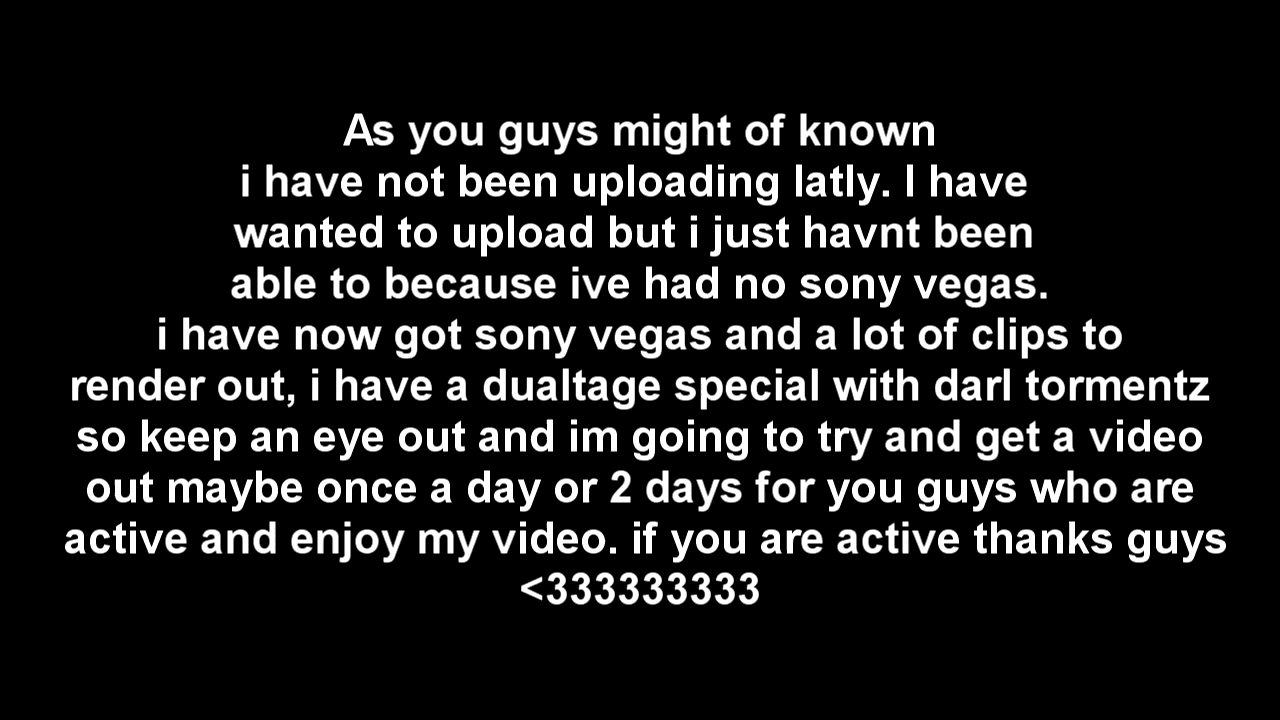 As you guys might of known
i have not been uploading latly. I have
wanted to upload but i just havnt been
able to because ive had no sony vegas.
i have now got sony vegas and a lot of clips to
render out, i have a dualtage special with darl tormentz
so keep an eye out and im going to try and get a video
out maybe once a day or 2 days for you guys who are
active and enjoy my video. if you are active thanks guys
<333333333